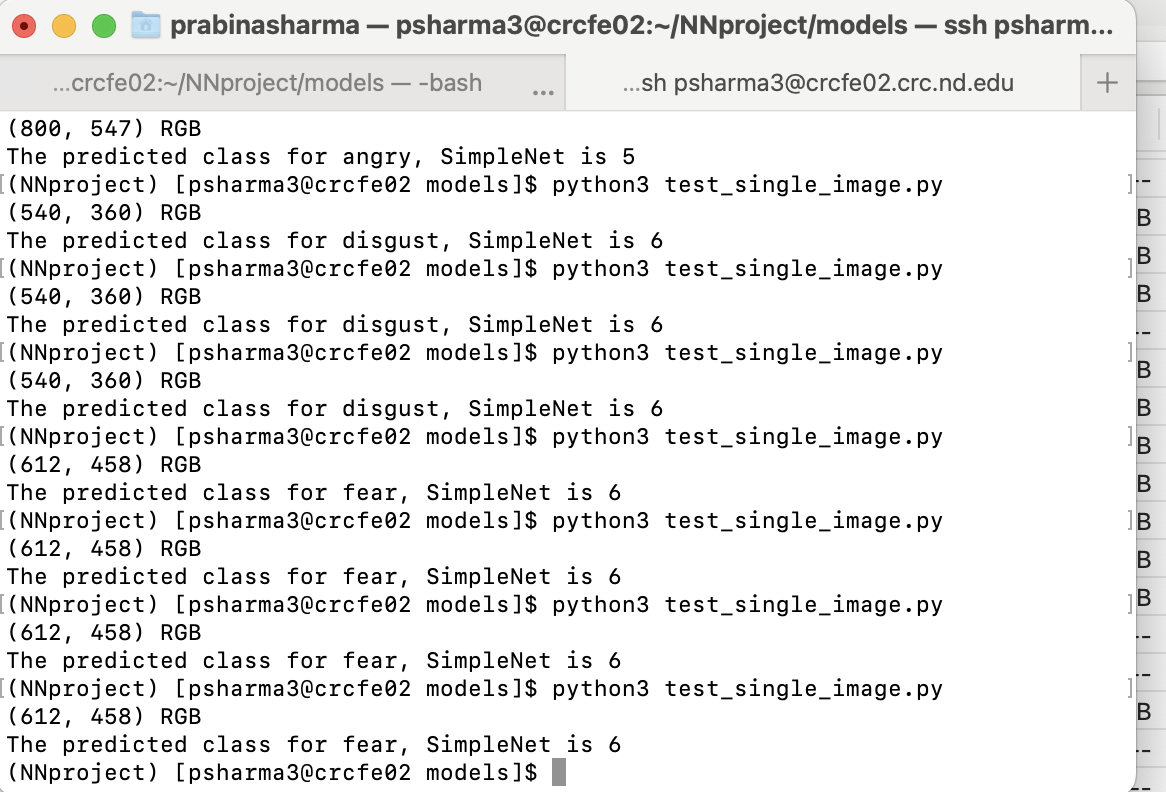 prabinasharma — psharma3@crcfe02:~/NNproject/models — ssh psharm...
...crcfe02:~/NNproject/models — -bash ...
...sh psharma3@crcfe02.crc.nd.edu +
(800, 547) RGB
The predicted class for angry, SimpleNet is 5
[(NNproject) [psharma3@crcfe02 models]$ python3 test_single_image.py ]
(540, 360) RGB
The predicted class for disgust, SimpleNet is 6
[(NNproject) [psharma3@crcfe02 models]$ python3 test_single_image.py ]
(540, 360) RGB
The predicted class for disgust, SimpleNet is 6
[(NNproject) [psharma3@crcfe02 models]$ python3 test_single_image.py ]
(540, 360) RGB
The predicted class for disgust, SimpleNet is 6
[(NNproject) [psharma3@crcfe02 models]$ python3 test_single_image.py ]
(612, 458) RGB
The predicted class for fear, SimpleNet is 6
[(NNproject) [psharma3@crcfe02 models]$ python3 test_single_image.py ]
(612, 458) RGB
The predicted class for fear, SimpleNet is 6
[(NNproject) [psharma3@crcfe02 models]$ python3 test_single_image.py ]
(612, 458) RGB
The predicted class for fear, SimpleNet is 6
[(NNproject) [psharma3@crcfe02 models]$ python3 test_single_image.py ]
(612, 458) RGB
The predicted class for fear, SimpleNet is 6
(NNproject) [psharma3@crcfe02 models]$
--
B
B
B
--
B
B
B
B
B
B
B
--
--
B
--
--